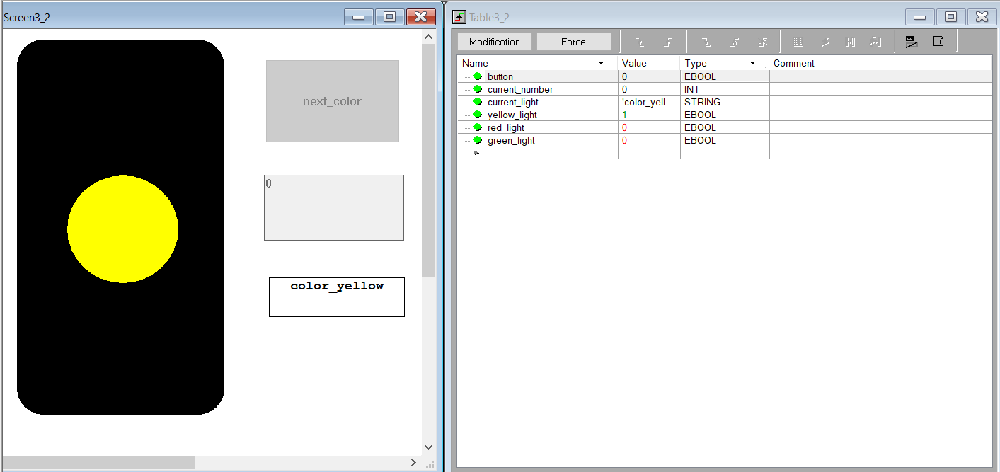 Screen3_2
next_color
0
color_yellow
Table3_2
Modification Force
Name Value Type Comment
button 0 EBOOL
current_number 0 INT
current_light 'color_yell... STRING
yellow_light 1 EBOOL
red_light 0 EBOOL
green_light 0 EBOOL